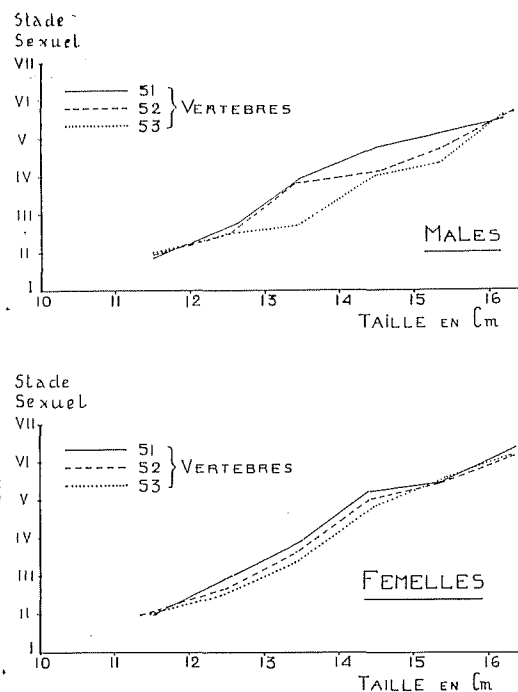 Stade
Sexuel
VII
VI
V
IV
III
II
I
51
52
53
VERTEBRES
MALES
10 11 12 13 14 15 16
TAILLE EN Cm
Stade
Sexuel
VII
VI
V
IV
III
II
I
51
52
53
VERTEBRES
FEMELLES
10 11 12 13 14 15 16
TAILLE EN Cm